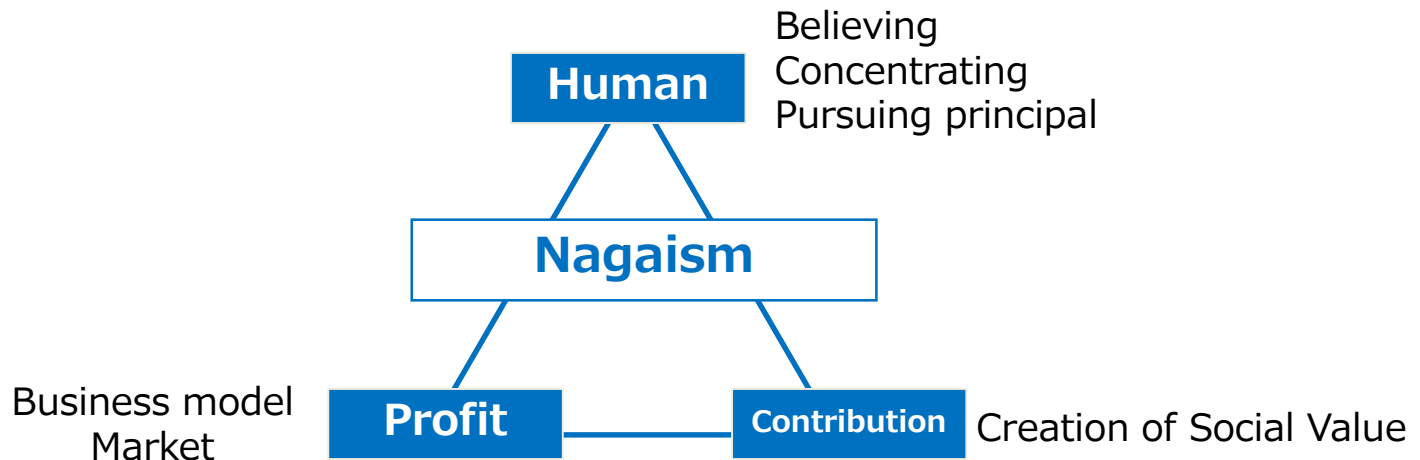 Believing
Concentrating
Pursuing principal
Human
Nagaism
Business model
Market
Profit
Contribution
Creation of Social Value